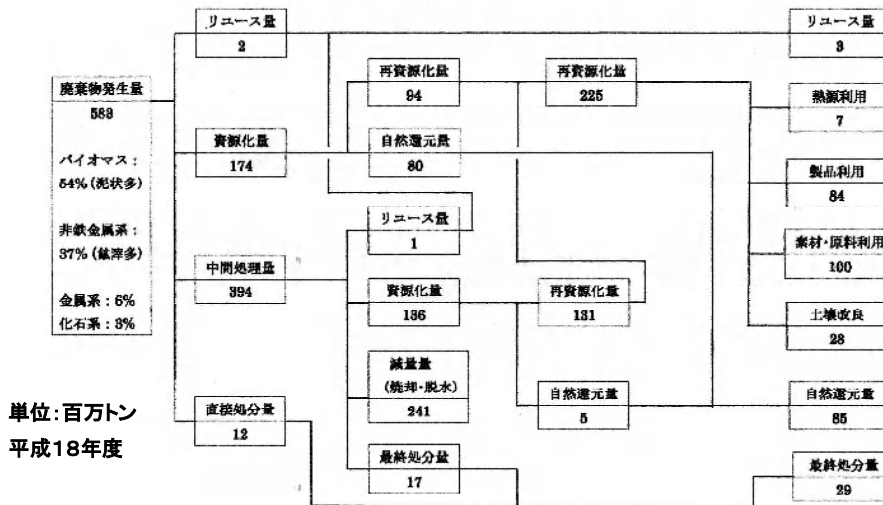 廃棄物発生量
583
バイオマス:
54% (泥状多)
非鉄金属系:
37% (鉱滓多)
金属系:6%
化石系:3%
単位:百万トン
平成18年度
リユース量
2
資源化量
174
中間処理量
394
直接処分量
12
再資源化量
94
自然還元量
80
リユース量
1
資源化量
136
減量量
(焼却・脱水)
241
最終処分量
17
再資源化量
225
再資源化量
131
自然還元量
5
リユース量
3
熱源利用
7
製品利用
84
素材・原料利用
100
土壌改良
28
自然還元量
85
最終処分量
29